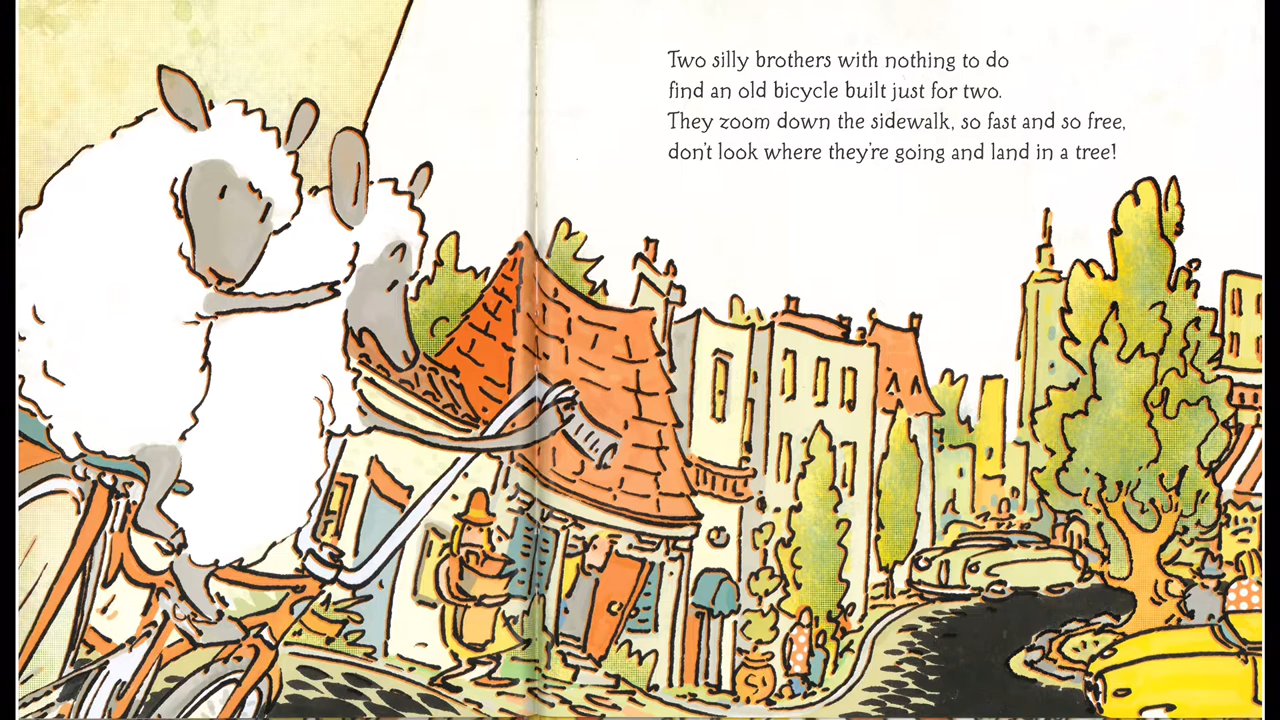 Two silly brothers with nothing to do
find an old bicycle built just for two.
They zoom down the sidewalk, so fast and so free,
don't look where they're going and land in a tree!